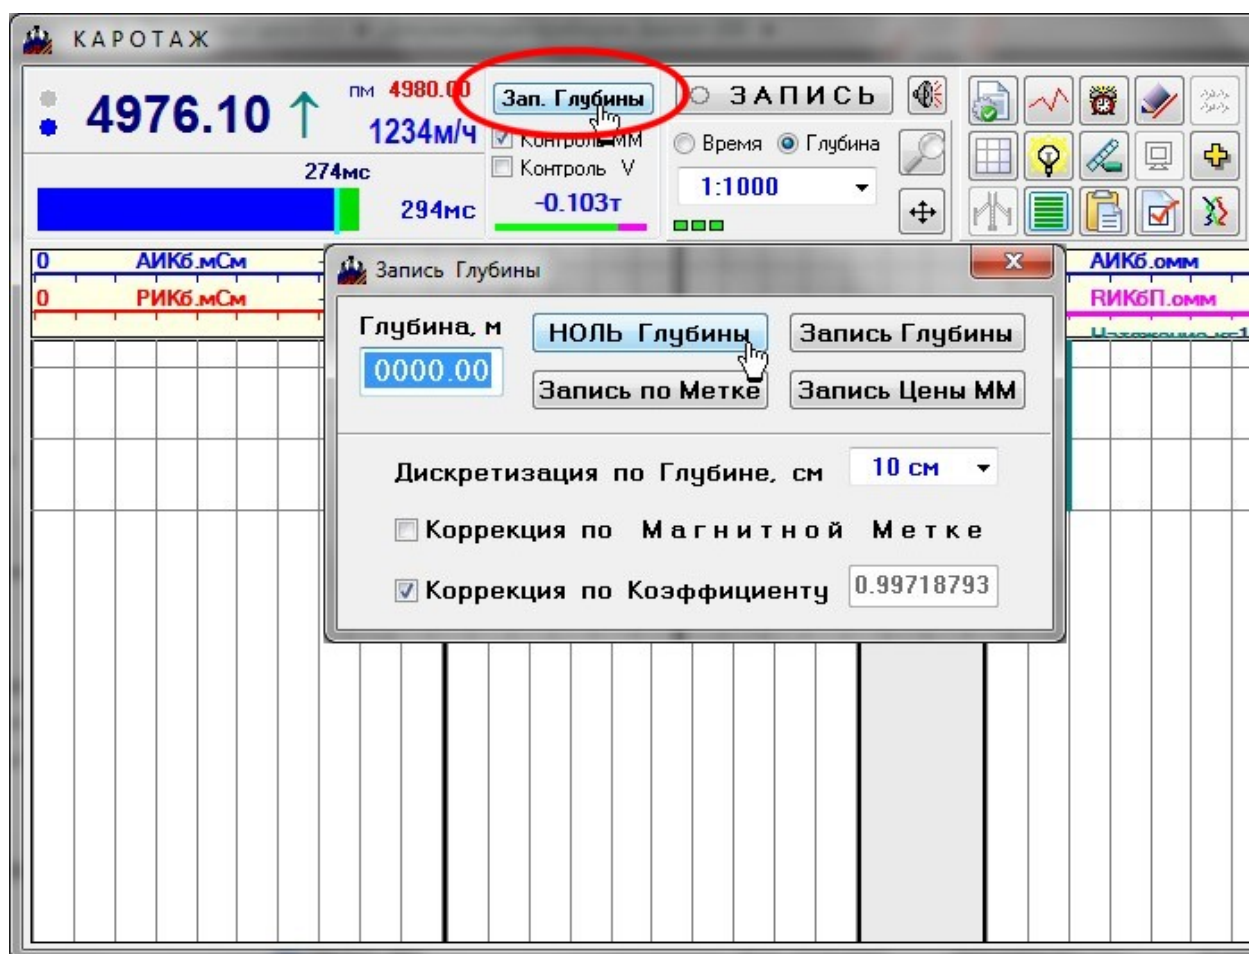 КАРОТАЖ
4976.10
пм 4980.00
1234м/ч
274мс
294мс
Зап. Глубины
Контроль ММ
Контроль V
-0.103т
ЗАПИСЬ
Время Глубина
1:1000
0 АИКб.мСм
0 РИКб.мСм
АИКб.омм
RИКбП.омм
Запись Глубины
Глубина, м
0000.00
НОЛЬ Глубины
Запись Глубины
Запись по Метке
Запись Цены ММ
Дискретизация по Глубине, см 10 см
Коррекция по Магнитной Метке
Коррекция по Коэффициенту 0.99718793